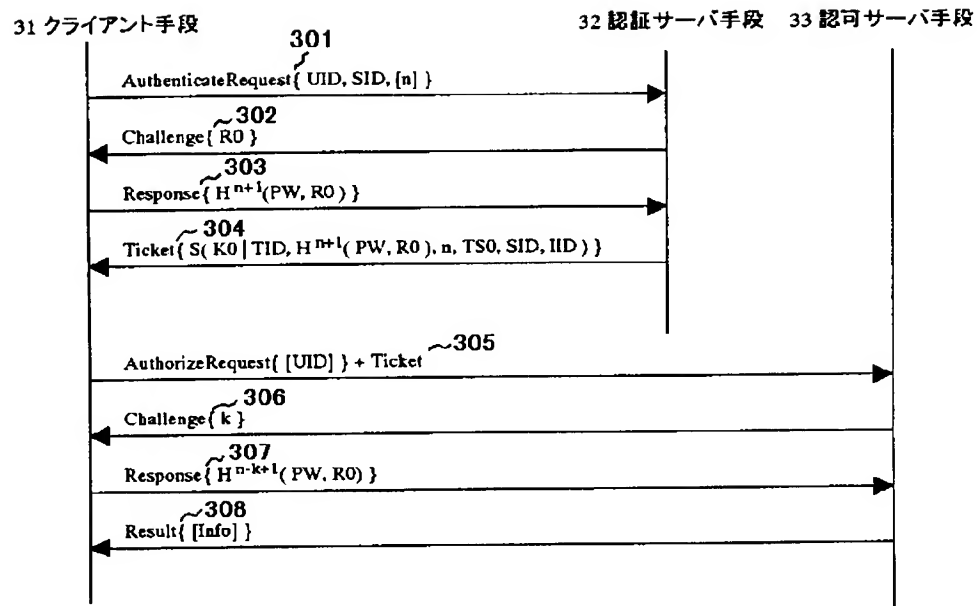 31 クライアント手段 32 認証サーバ手段 33 認可サーバ手段
301
AuthenticateRequest{ UID, SID, [n] }
302
Challenge{ R0 }
303
Response{ H^{n+1}(PW, R0 ) }
304
Ticket{ S( K0 | TID, H^{n+1}( PW, R0 ), n, TS0, SID, IID ) }
305
AuthorizeRequest{ [UID] } + Ticket
306
Challenge{ k }
307
Response{ H^{n-k+1}( PW, R0) }
308
Result{ [Info] }